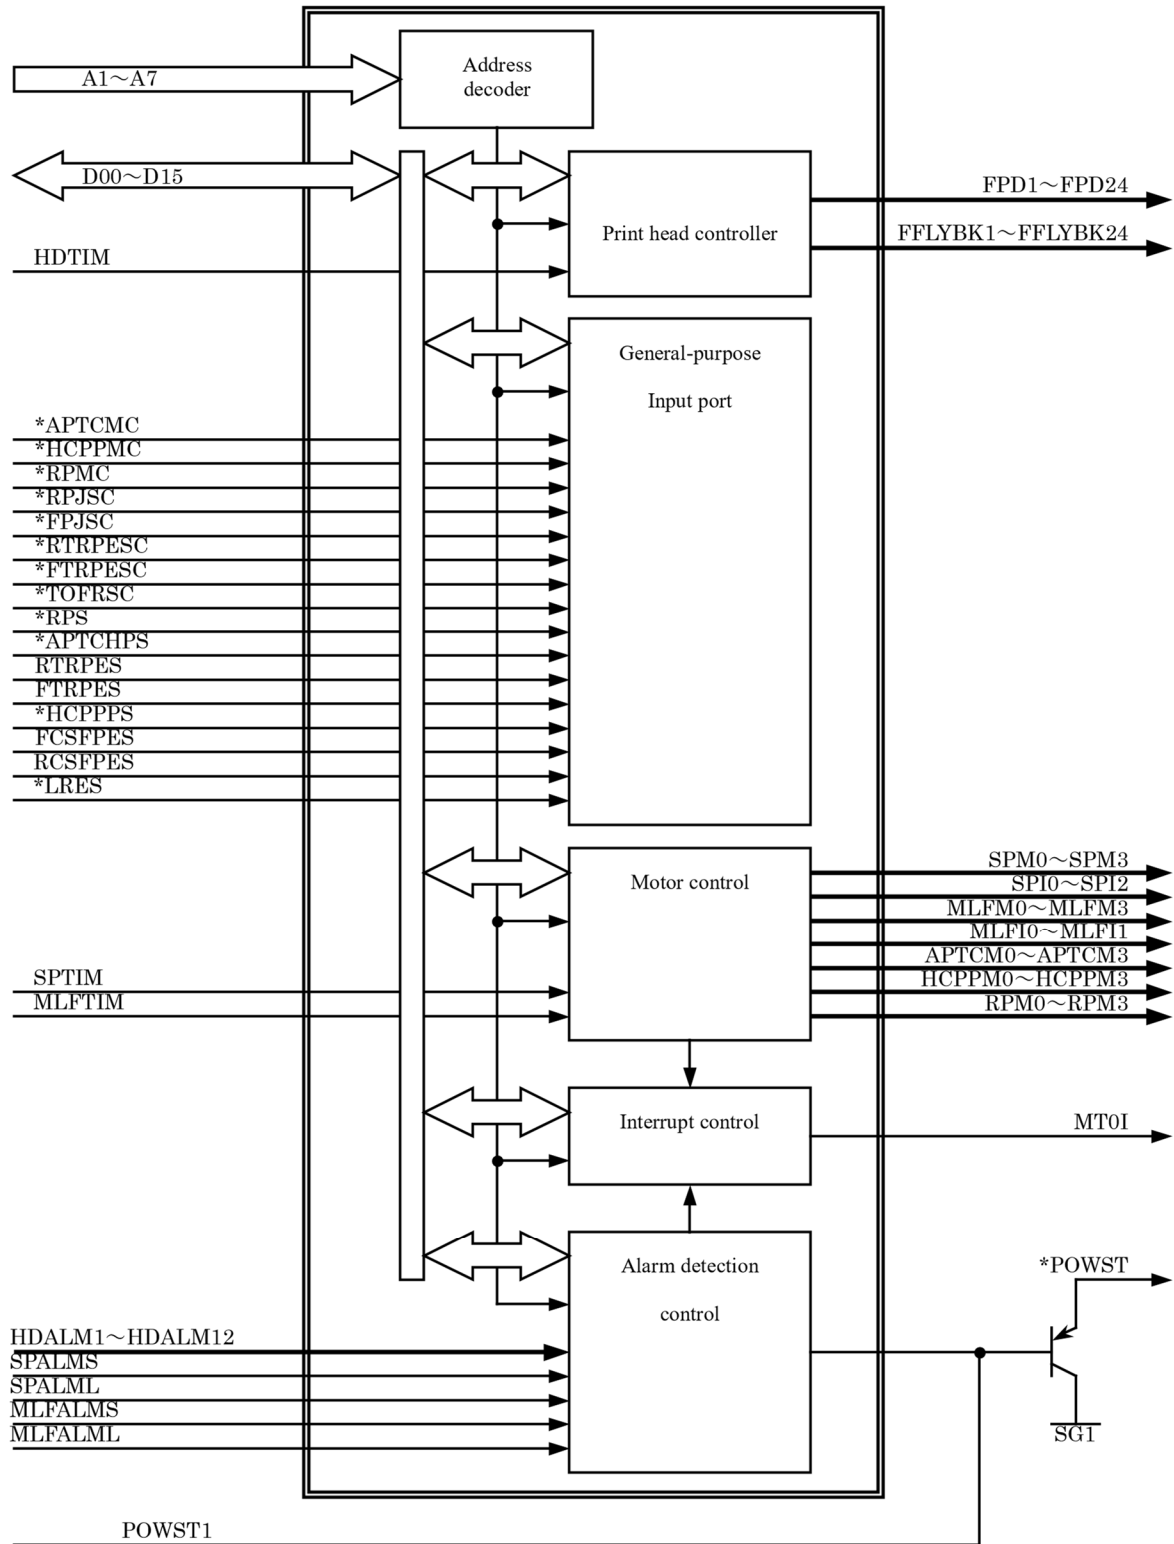 Address
decoder
A1～A7
D00～D15
FPD1～FPD24
Print head controller
FFLYBK1～FFLYBK24
HDTIM
General-purpose
Input port
*APTCMC
*HCPPMC
*RPMC
*RPJSC
*FPJSC
*RTRPESC
*FTRPESC
*TOFRSC
*RPS
*APTCHPS
RTRPES
FTRPES
*HCPPPS
FCSFPES
RCSFPES
*LRES
Motor control
SPM0～SPM3
SPI0～SPI2
MLFM0～MLFM3
MLFI0～MLFI1
APTCM0～APTCM3
HCPPM0～HCPPM3
RPM0～RPM3
SPTIM
MLFTIM
Interrupt control
MT0I
Alarm detection
control
*POWST
HDALM1～HDALM12
SPALMS
SPALML
MLFALMS
MLFALML
SG1
POWST1